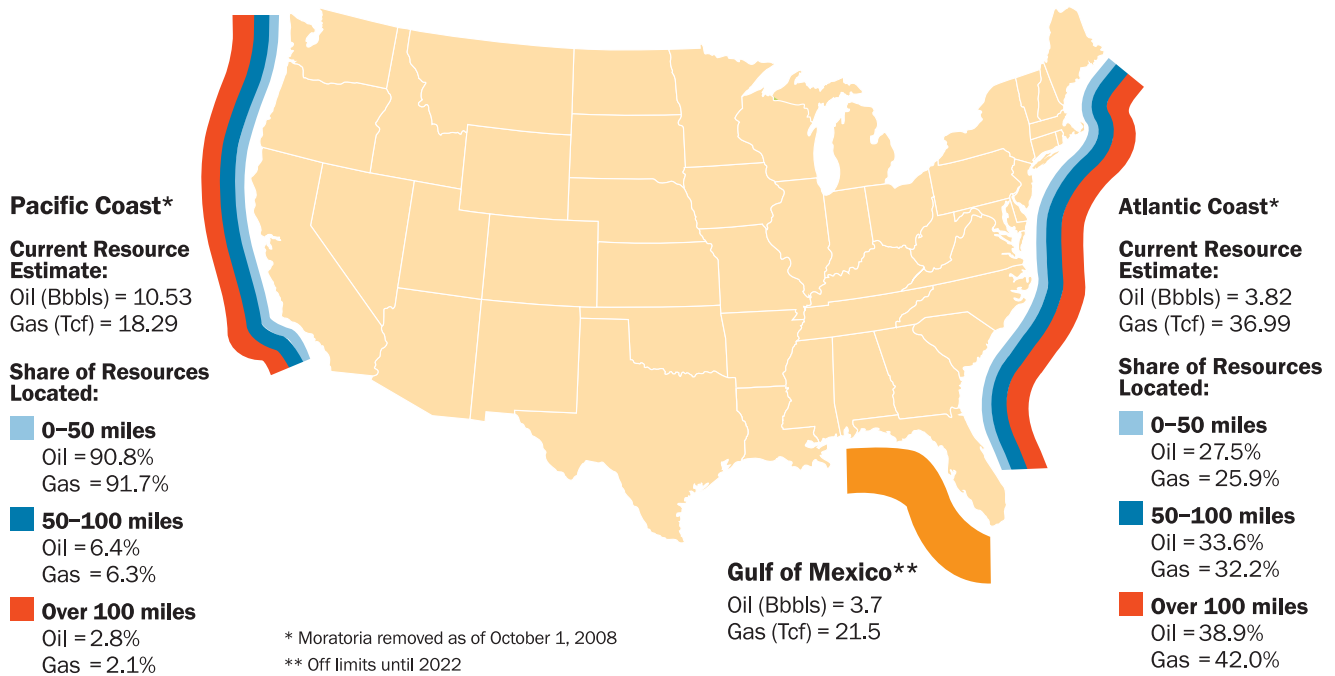 Pacific Coast*
Current Resource
Estimate:
Oil (Bbbls) = 10.53
Gas (Tcf) = 18.29
Share of Resources
Located:
0–50 miles
Oil = 90.8%
Gas = 91.7%
50–100 miles
Oil = 6.4%
Gas = 6.3%
Over 100 miles
Oil = 2.8%
Gas = 2.1%
* Moratoria removed as of October 1, 2008
** Off limits until 2022
Gulf of Mexico**
Oil (Bbbls) = 3.7
Gas (Tcf) = 21.5
Atlantic Coast*
Current Resource
Estimate:
Oil (Bbbls) = 3.82
Gas (Tcf) = 36.99
Share of Resources
Located:
0–50 miles
Oil = 27.5%
Gas = 25.9%
50–100 miles
Oil = 33.6%
Gas = 32.2%
Over 100 miles
Oil = 38.9%
Gas = 42.0%